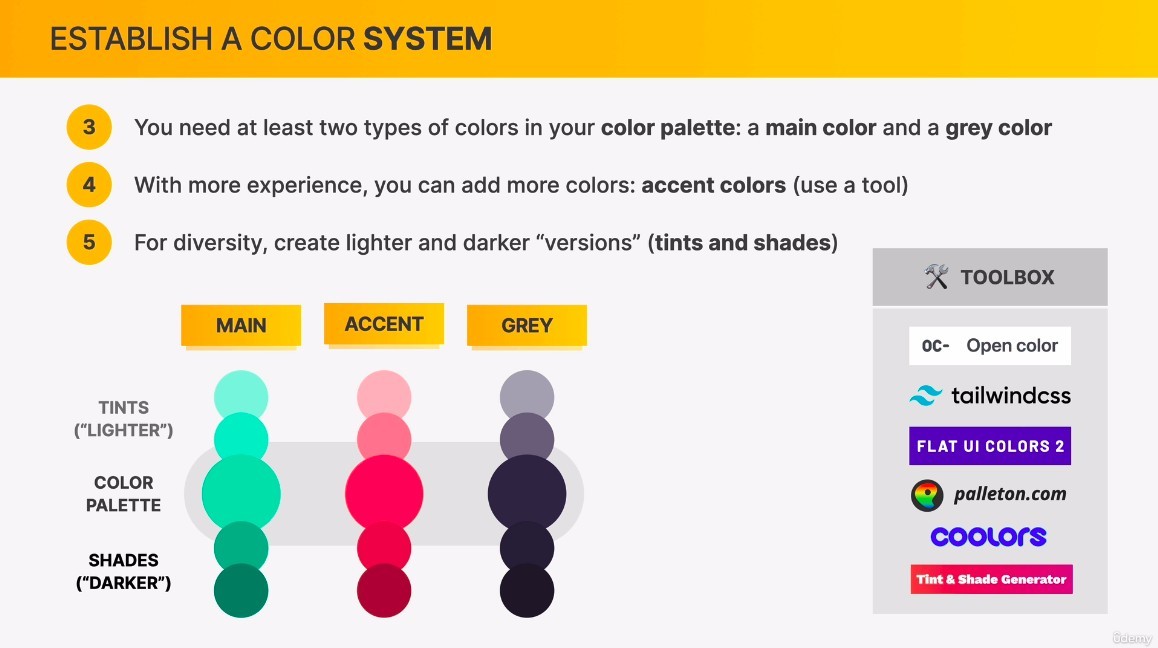 ESTABLISH A COLOR SYSTEM
3 You need at least two types of colors in your color palette: a main color and a grey color
4 With more experience, you can add more colors: accent colors (use a tool)
5 For diversity, create lighter and darker “versions” (tints and shades)
MAIN ACCENT GREY
TINTS
(“LIGHTER”)
COLOR
PALETTE
SHADES
(“DARKER”)
TOOLBOX
OC- Open color
tailwindcss
FLAT UI COLORS 2
palleton.com
coolors
Tint & Shade Generator
ûdemy